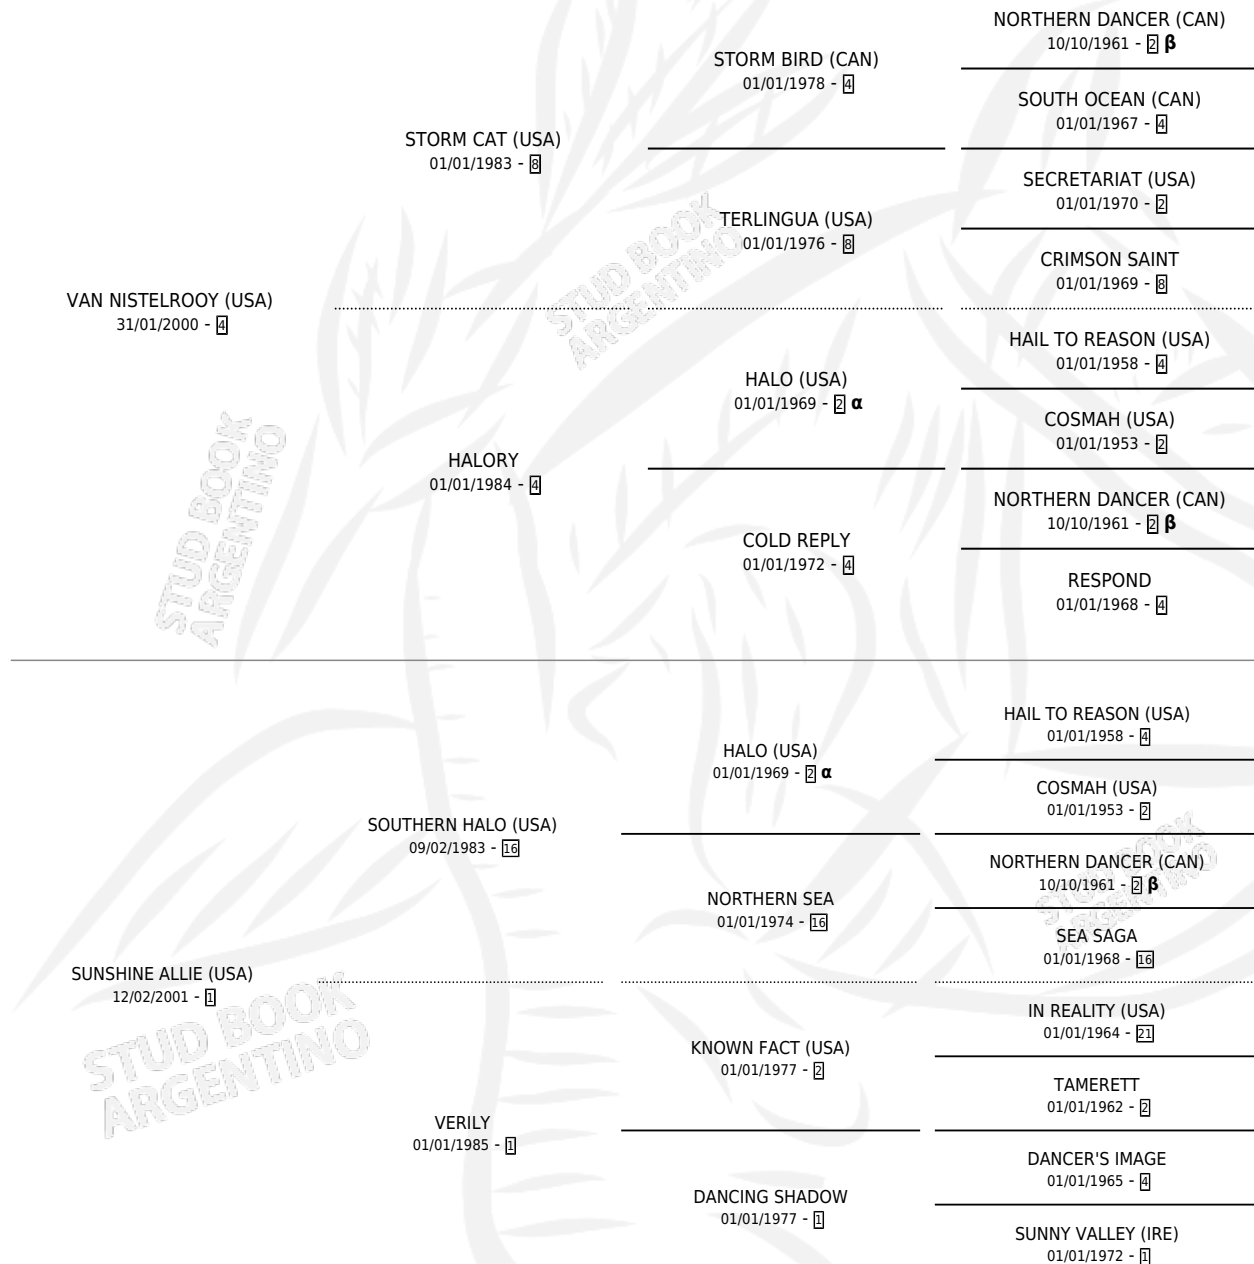 NORTHERN DANCER (CAN)
10/10/1961 - 2 β
STORM BIRD (CAN)
01/01/1978 - 4
SOUTH OCEAN (CAN)
01/01/1967 - 4
STORM CAT (USA)
01/01/1983 - 8
SECRETARIAT (USA)
01/01/1970 - 2
TERLINGUA (USA)
01/01/1976 - 8
CRIMSON SAINT
01/01/1969 - 8
VAN NISTELROOY (USA)
31/01/2000 - 4
HAIL TO REASON (USA)
01/01/1958 - 4
HALO (USA)
01/01/1969 - 2 α
COSMAH (USA)
01/01/1953 - 2
HALORY
01/01/1984 - 4
NORTHERN DANCER (CAN)
10/10/1961 - 2 β
COLD REPLY
01/01/1972 - 4
RESPOND
01/01/1968 - 4
HAIL TO REASON (USA)
01/01/1958 - 4
HALO (USA)
01/01/1969 - 2 α
COSMAH (USA)
01/01/1953 - 2
SOUTHERN HALO (USA)
09/02/1983 - 16
NORTHERN DANCER (CAN)
10/10/1961 - 2 β
NORTHERN SEA
01/01/1974 - 16
SEA SAGA
01/01/1968 - 16
SUNSHINE ALLIE (USA)
12/02/2001 - 1
IN REALITY (USA)
01/01/1964 - 21
KNOWN FACT (USA)
01/01/1977 - 2
TAMERETT
01/01/1962 - 2
VERILY
01/01/1985 - 1
DANCER'S IMAGE
01/01/1965 - 4
DANCING SHADOW
01/01/1977 - 1
SUNNY VALLEY (IRE)
01/01/1972 - 1
STUD BOOK
ARGENTINO
STUD BOOK
ARGENTINO
STUD BOOK
ARGENTINO
STUD BOOK
ARGENTINO